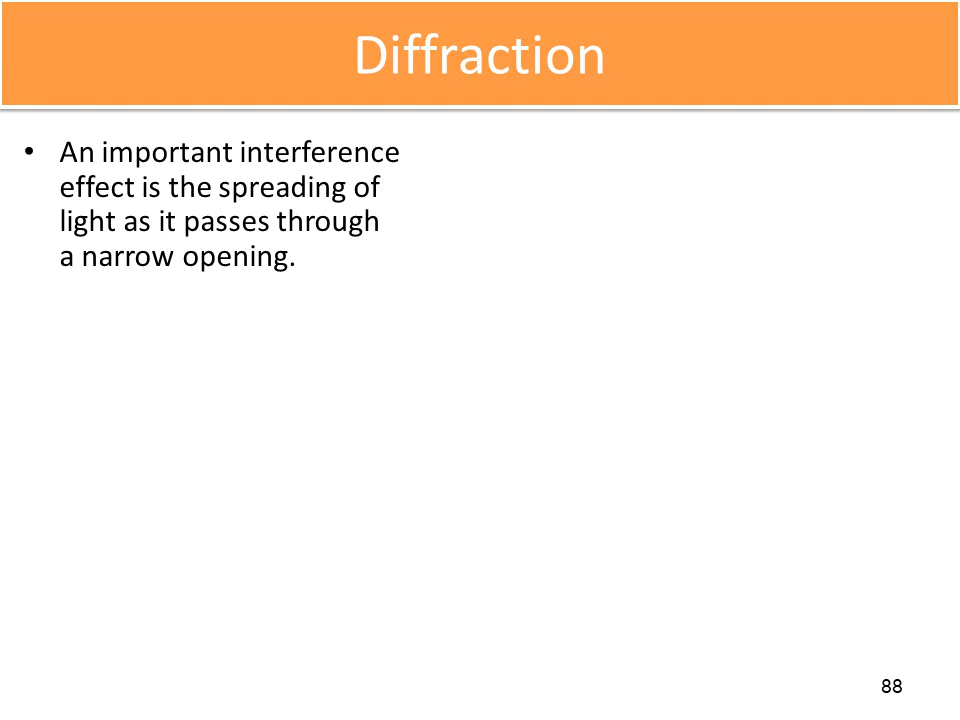 Diffraction
• An important interference
effect is the spreading of
light as it passes through
a narrow opening.
88